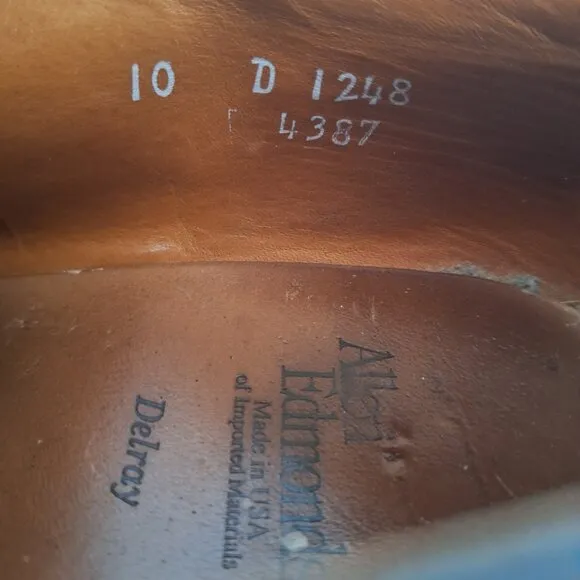 10 D 1248
4387
Allen
Edmonds
Made in USA
of Imported Materials
Delray